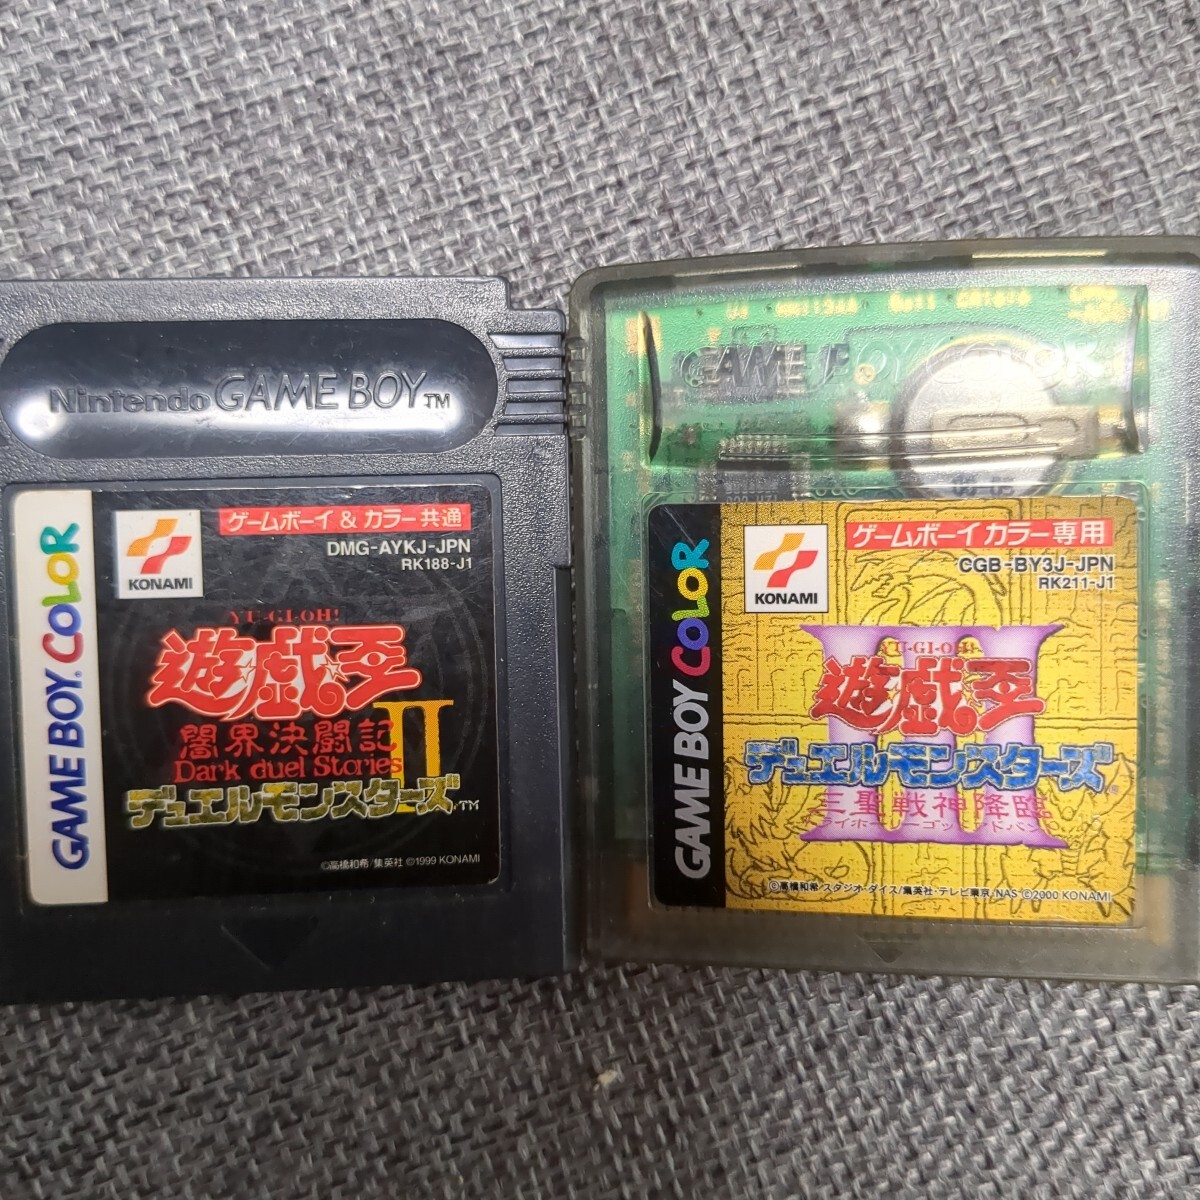 Nintendo GAME BOY TM
GAME BOY COLOR
KONAMI
ゲームボーイ & カラー共通
DMG-AYKJ-JPN
RK188-J1
YU-GI-OH!
遊戯王
闇界決闘記 II
Dark duel Stories
デュエルモンスターズ TM
©高橋和希/集英社 ©1999 KONAMI
GAME BOY COLOR
GAME BOY COLOR
KONAMI
ゲームボーイカラー専用
CGB-BY3J-JPN
RK211-J1
YU-GI-OH!
遊戯王
III
デュエルモンスターズ
三聖戦神降臨
©高橋和希 スタジオ・ダイス/集英社・テレビ東京.NAS ©2000 KONAMI